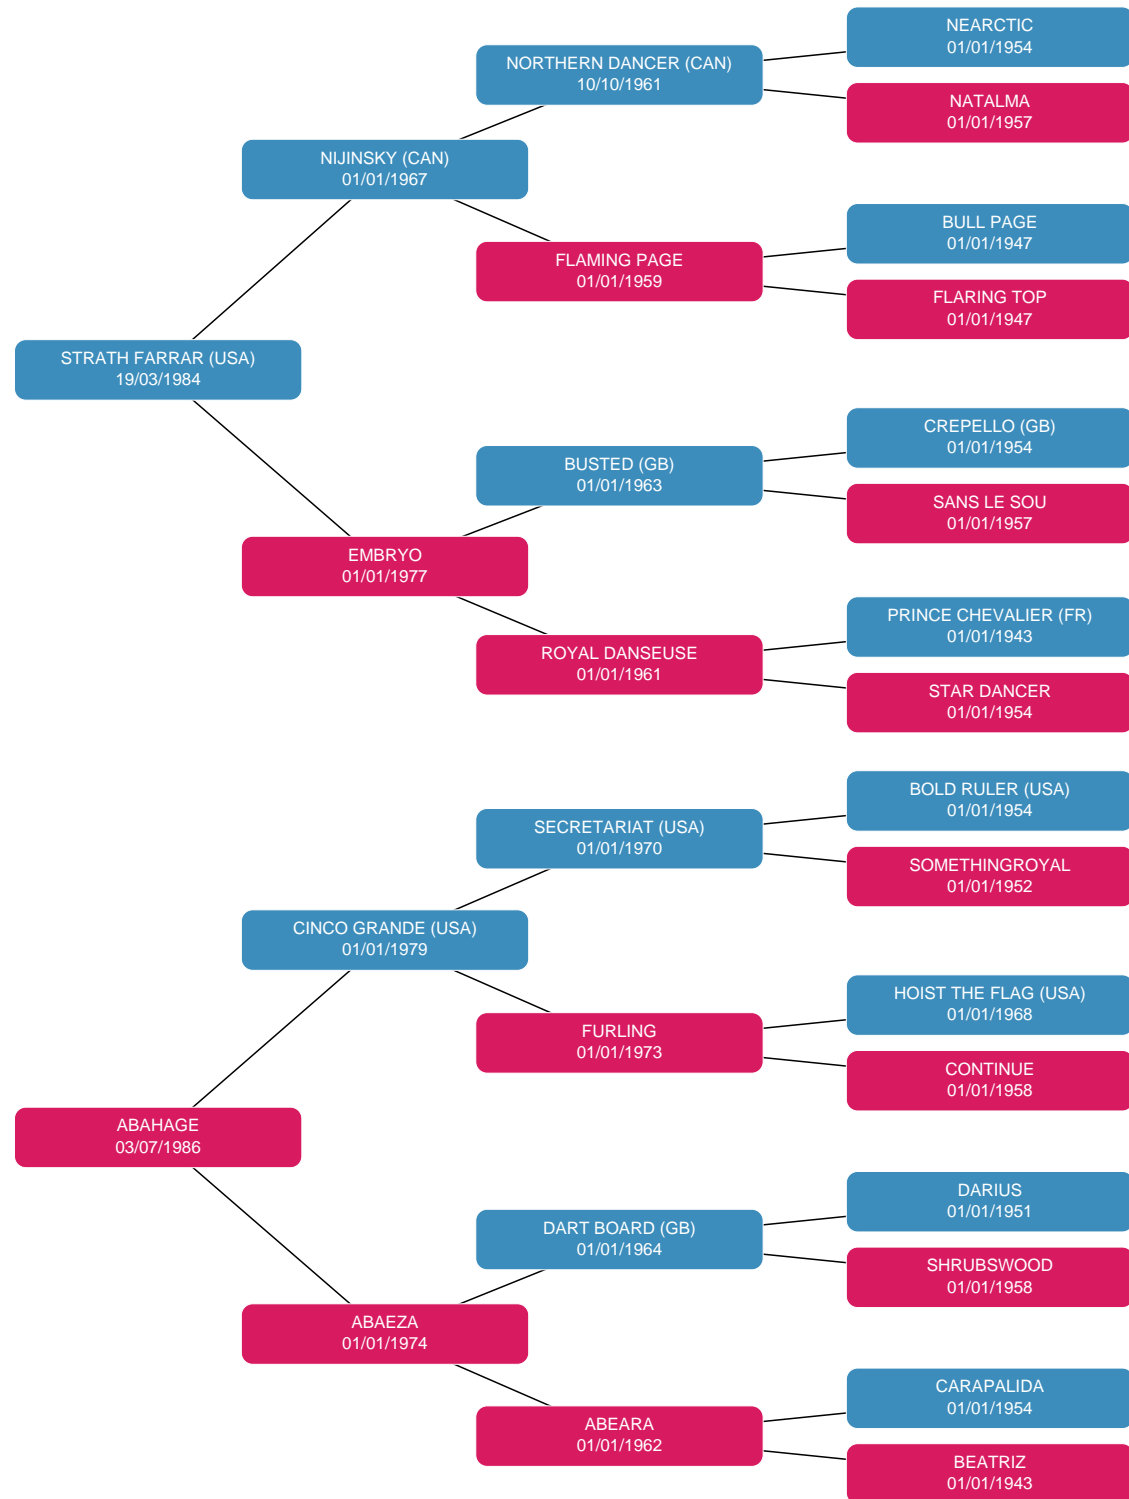 NEARCTIC
01/01/1954
NORTHERN DANCER (CAN)
10/10/1961
NATALMA
01/01/1957
NIJINSKY (CAN)
01/01/1967
BULL PAGE
01/01/1947
FLAMING PAGE
01/01/1959
FLARING TOP
01/01/1947
STRATH FARRAR (USA)
19/03/1984
CREPELLO (GB)
01/01/1954
BUSTED (GB)
01/01/1963
SANS LE SOU
01/01/1957
EMBRYO
01/01/1977
PRINCE CHEVALIER (FR)
01/01/1943
ROYAL DANSEUSE
01/01/1961
STAR DANCER
01/01/1954
BOLD RULER (USA)
01/01/1954
SECRETARIAT (USA)
01/01/1970
SOMETHINGROYAL
01/01/1952
CINCO GRANDE (USA)
01/01/1979
HOIST THE FLAG (USA)
01/01/1968
FURLING
01/01/1973
CONTINUE
01/01/1958
ABAHAGE
03/07/1986
DARIUS
01/01/1951
DART BOARD (GB)
01/01/1964
SHRUBSWOOD
01/01/1958
ABAEZA
01/01/1974
CARAPALIDA
01/01/1954
ABEARA
01/01/1962
BEATRIZ
01/01/1943